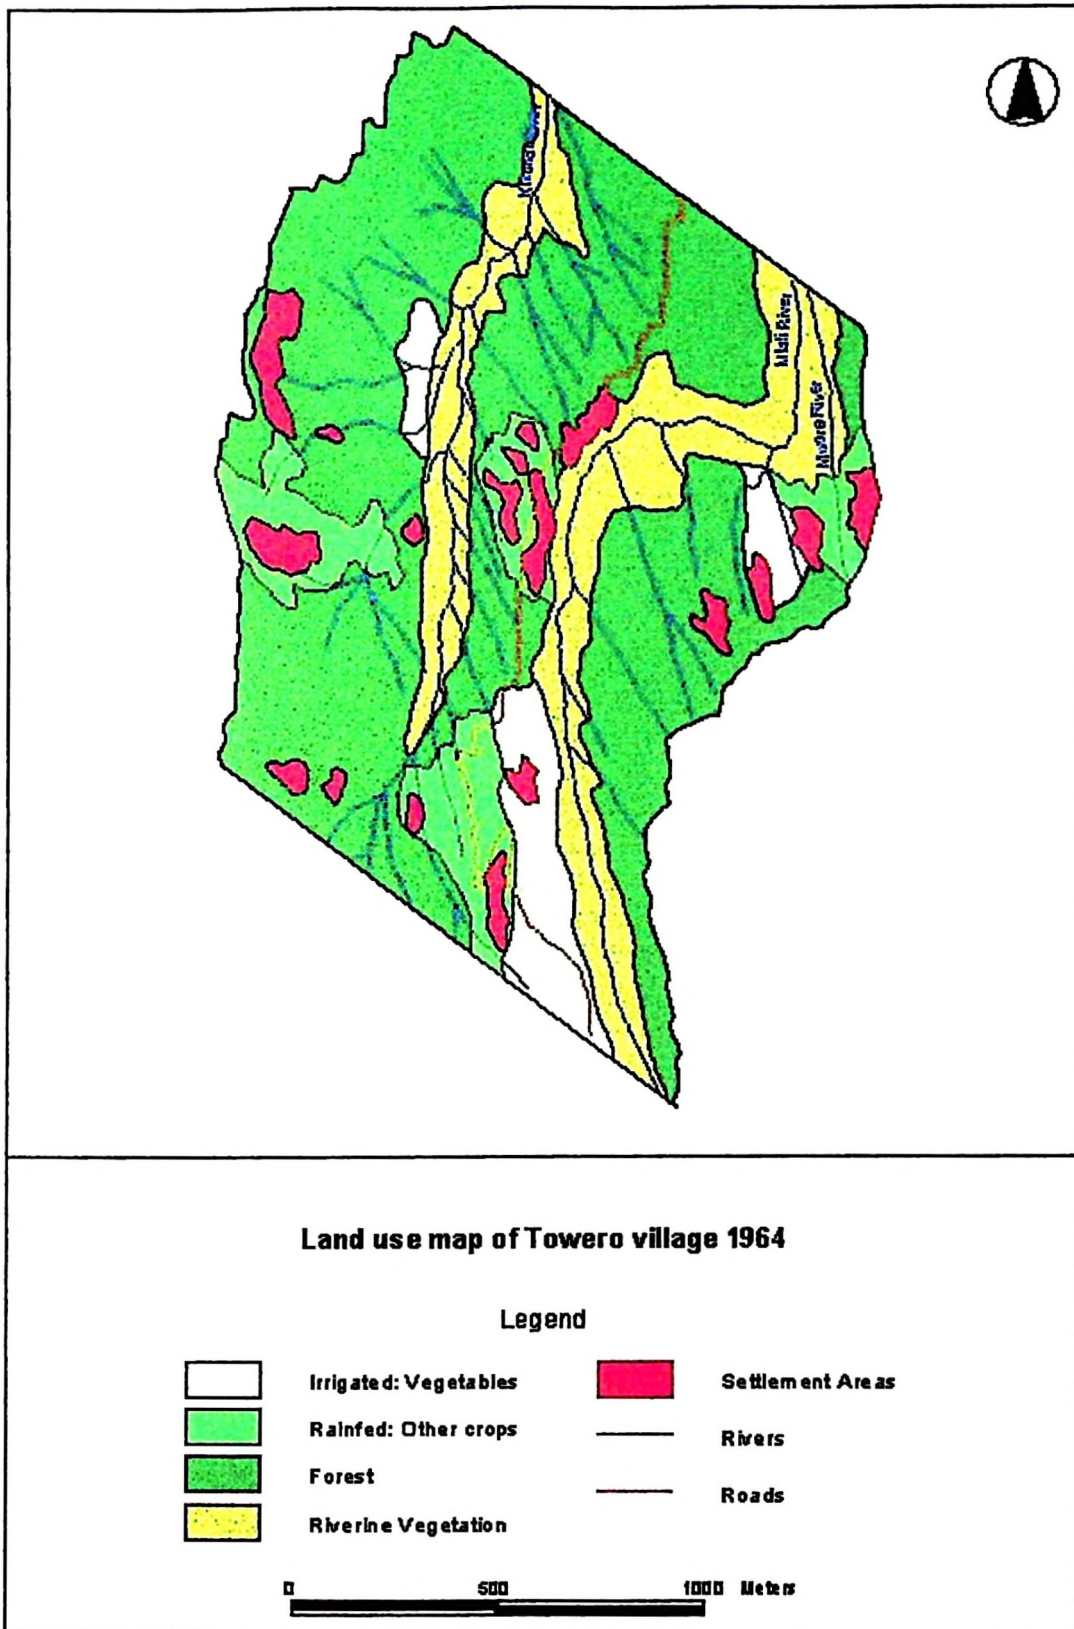 Mlali River
River
Land use map of Towero village 1964
Legend
Irrigated: Vegetables
Rainfed: Other crops
Forest
Riverine Vegetation
Settlement Areas
Rivers
Roads
0 500 1000 Meters